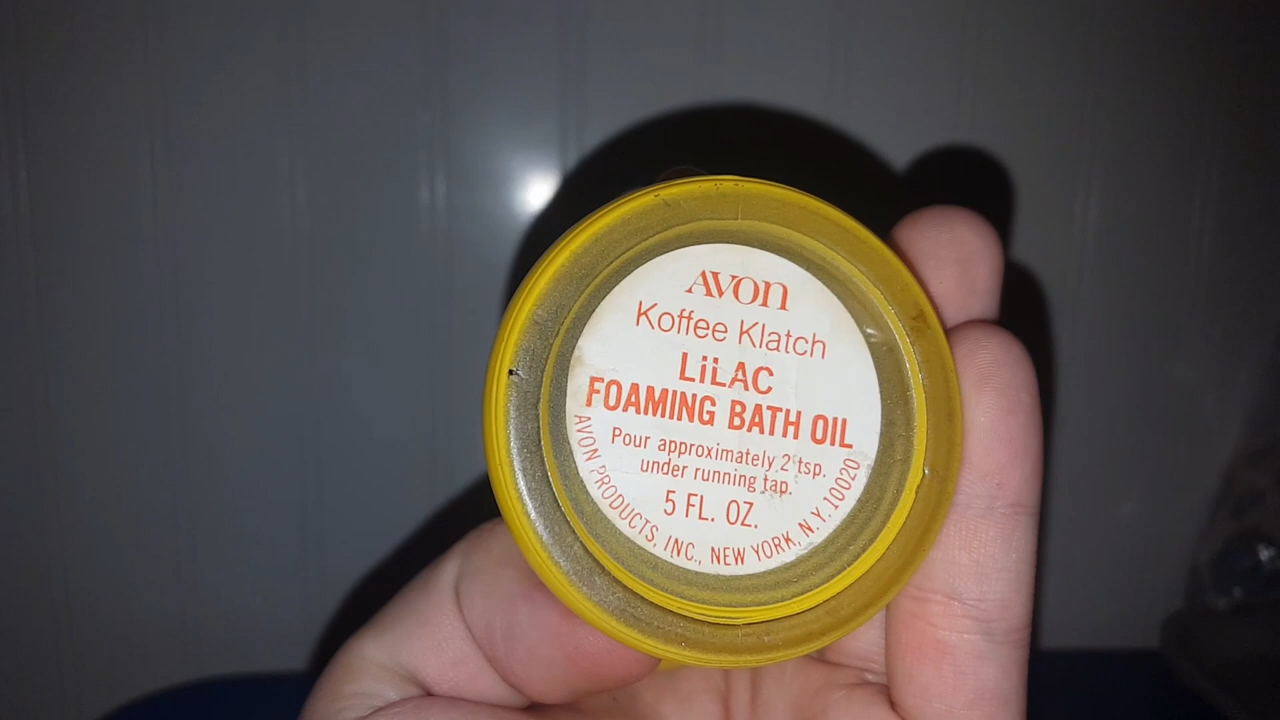 AVON
Koffee Klatch
LiLAC
FOAMING BATH OIL
Pour approximately 2 tsp.
under running tap.
5 FL. OZ.
AVON PRODUCTS, INC., NEW YORK, N.Y. 10020